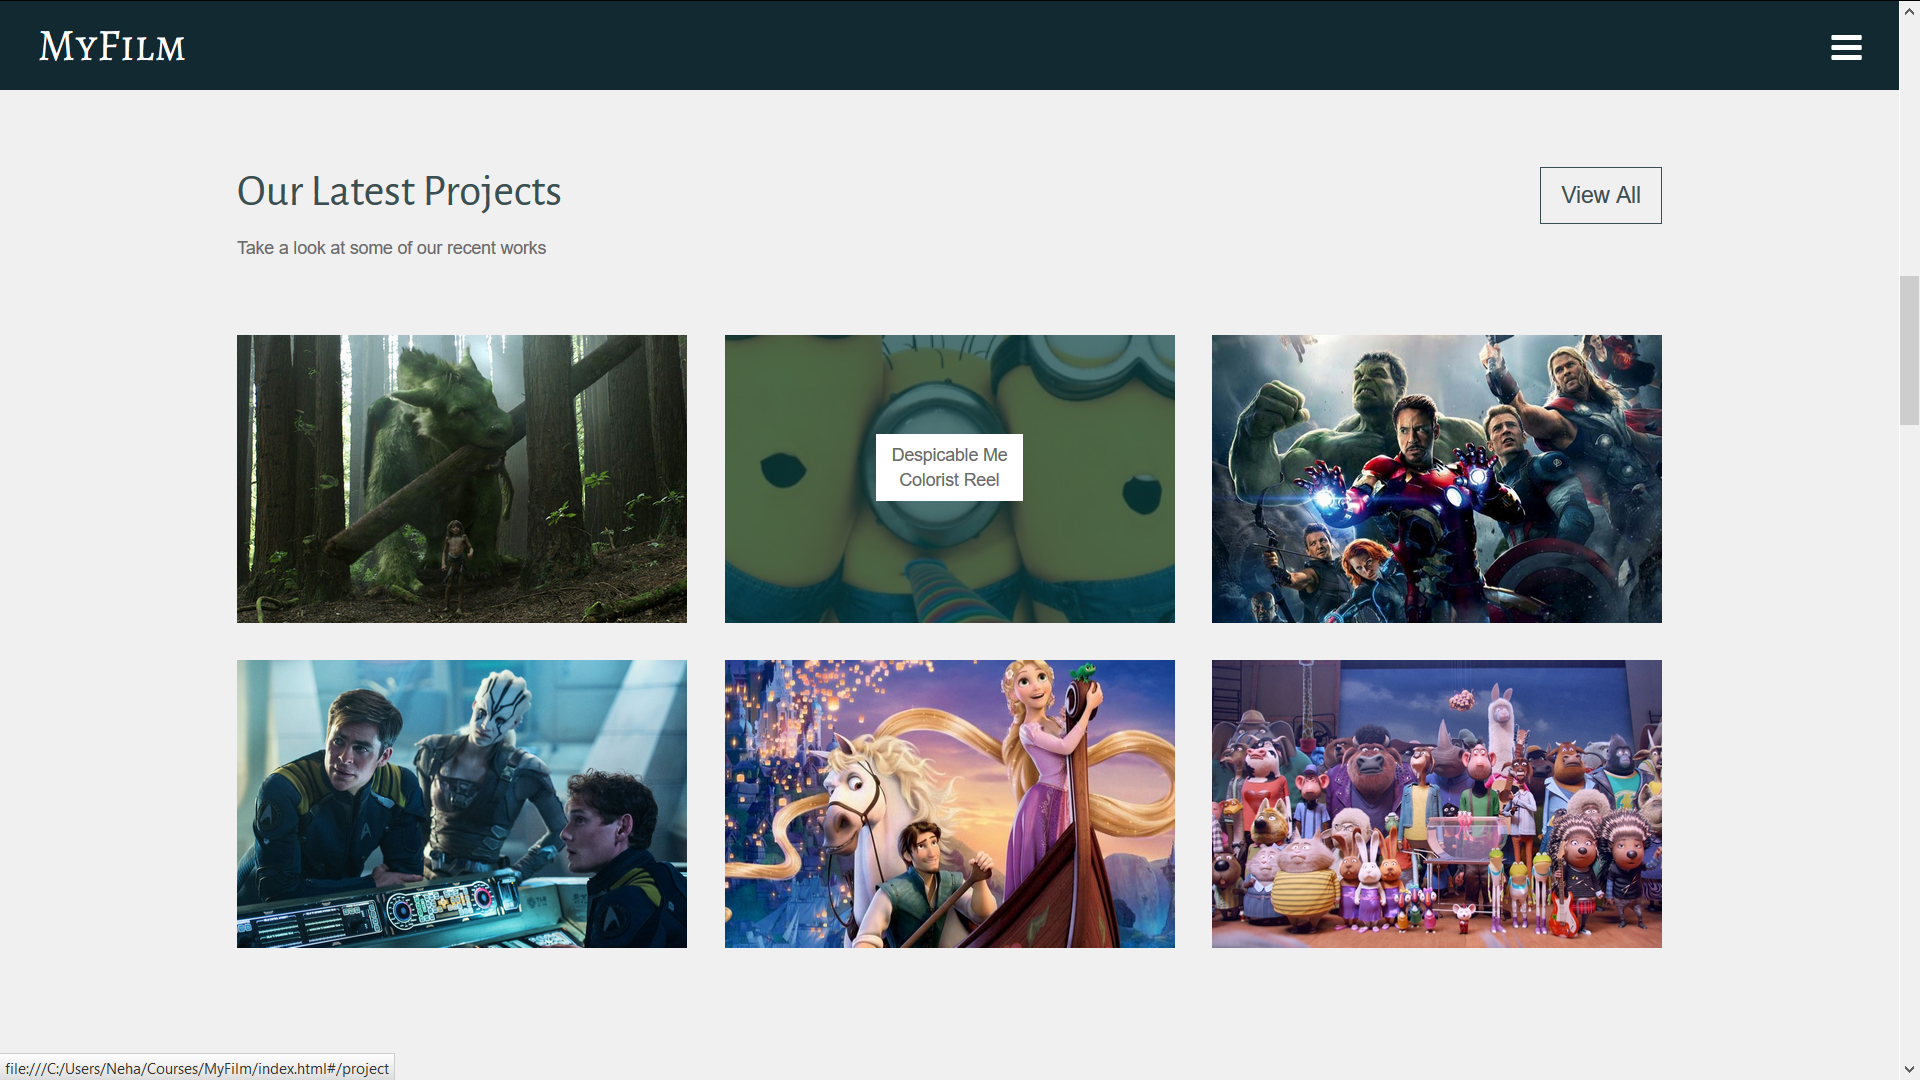 MyFilm
Our Latest Projects
View All
Take a look at some of our recent works
Despicable Me
Colorist Reel
file:///C:/Users/Neha/Courses/MyFilm/index.html#/project